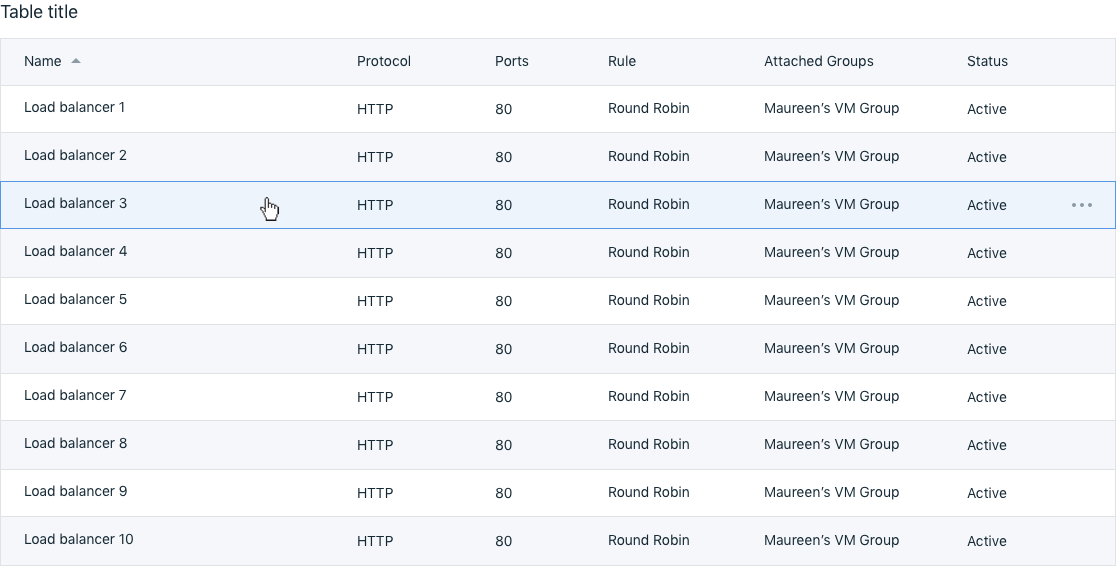 Table title
Name Protocol Ports Rule Attached Groups Status
Load balancer 1 HTTP 80 Round Robin Maureen’s VM Group Active
Load balancer 2 HTTP 80 Round Robin Maureen’s VM Group Active
Load balancer 3 HTTP 80 Round Robin Maureen’s VM Group Active
Load balancer 4 HTTP 80 Round Robin Maureen’s VM Group Active
Load balancer 5 HTTP 80 Round Robin Maureen’s VM Group Active
Load balancer 6 HTTP 80 Round Robin Maureen’s VM Group Active
Load balancer 7 HTTP 80 Round Robin Maureen’s VM Group Active
Load balancer 8 HTTP 80 Round Robin Maureen’s VM Group Active
Load balancer 9 HTTP 80 Round Robin Maureen’s VM Group Active
Load balancer 10 HTTP 80 Round Robin Maureen’s VM Group Active